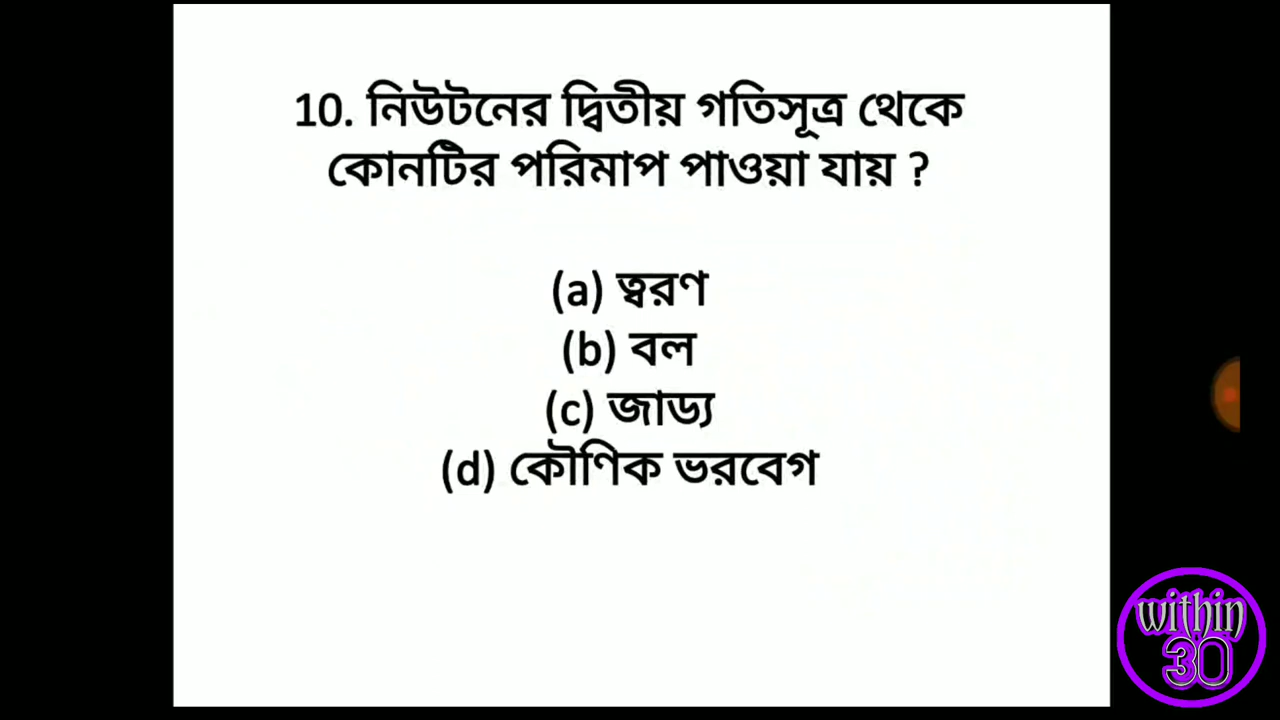 10. নিউটনের দ্বিতীয় গতিসূত্র থেকে
কোনটির পরিমাপ পাওয়া যায় ?
(a) ত্বরণ
(b) বল
(c) জাড্য
(d) কৌণিক ভরবেগ
within
30